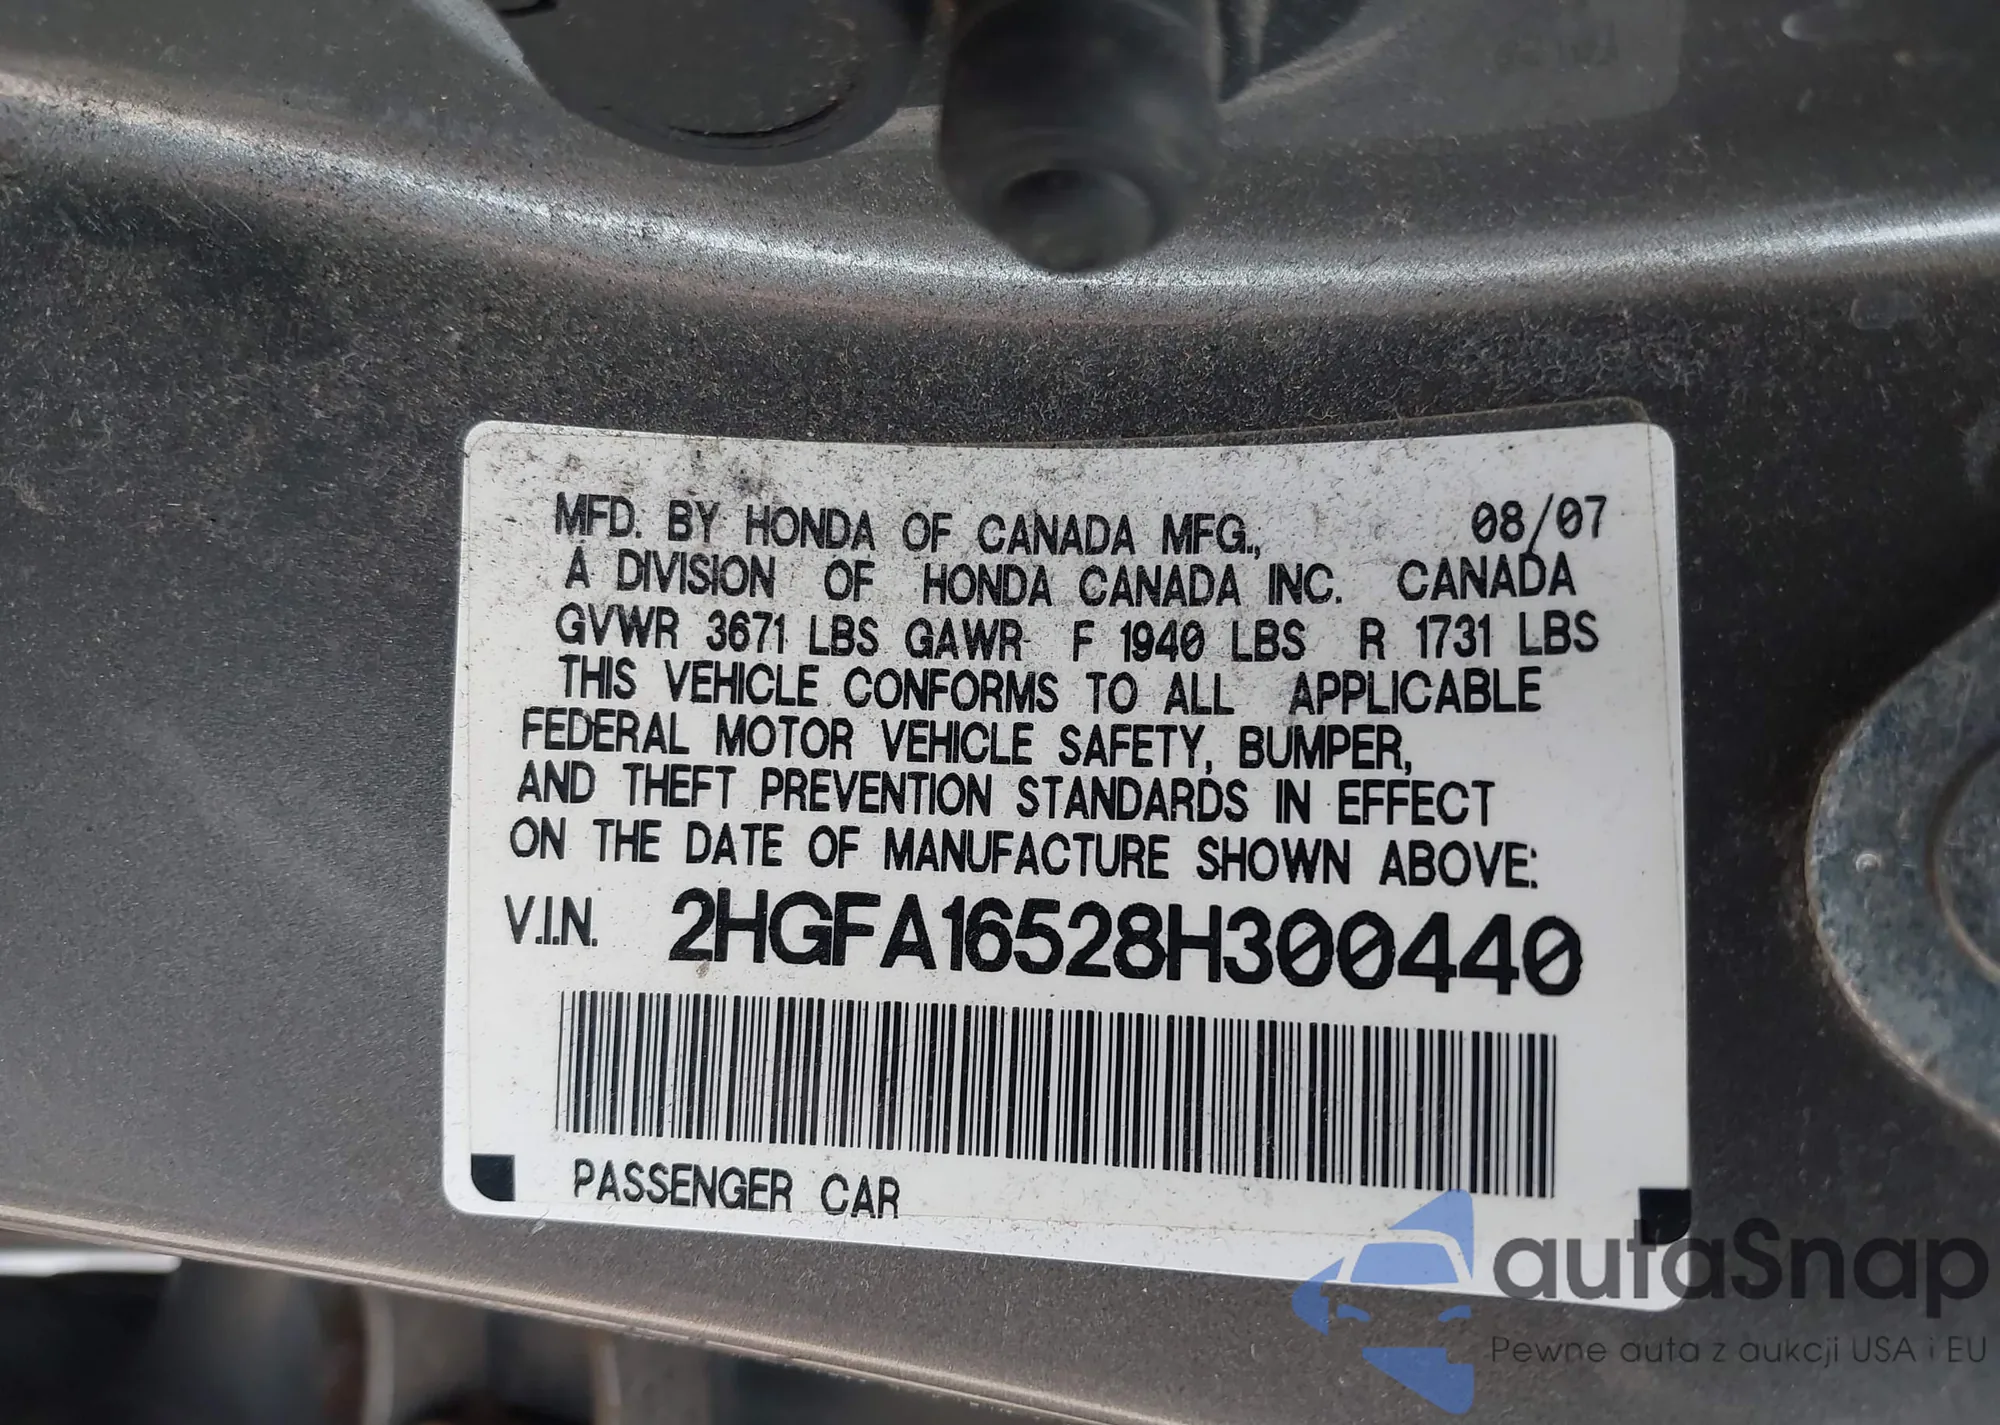 MFD. BY HONDA OF CANADA MFG., 08/07
A DIVISION OF HONDA CANADA INC. CANADA
GVWR 3671 LBS GAWR F 1940 LBS R 1731 LBS
THIS VEHICLE CONFORMS TO ALL APPLICABLE
FEDERAL MOTOR VEHICLE SAFETY, BUMPER,
AND THEFT PREVENTION STANDARDS IN EFFECT
ON THE DATE OF MANUFACTURE SHOWN ABOVE:
V.I.N. 2HGFA16528H300440
PASSENGER CAR
autaSnap
Pewne auta z aukcji USA i EU